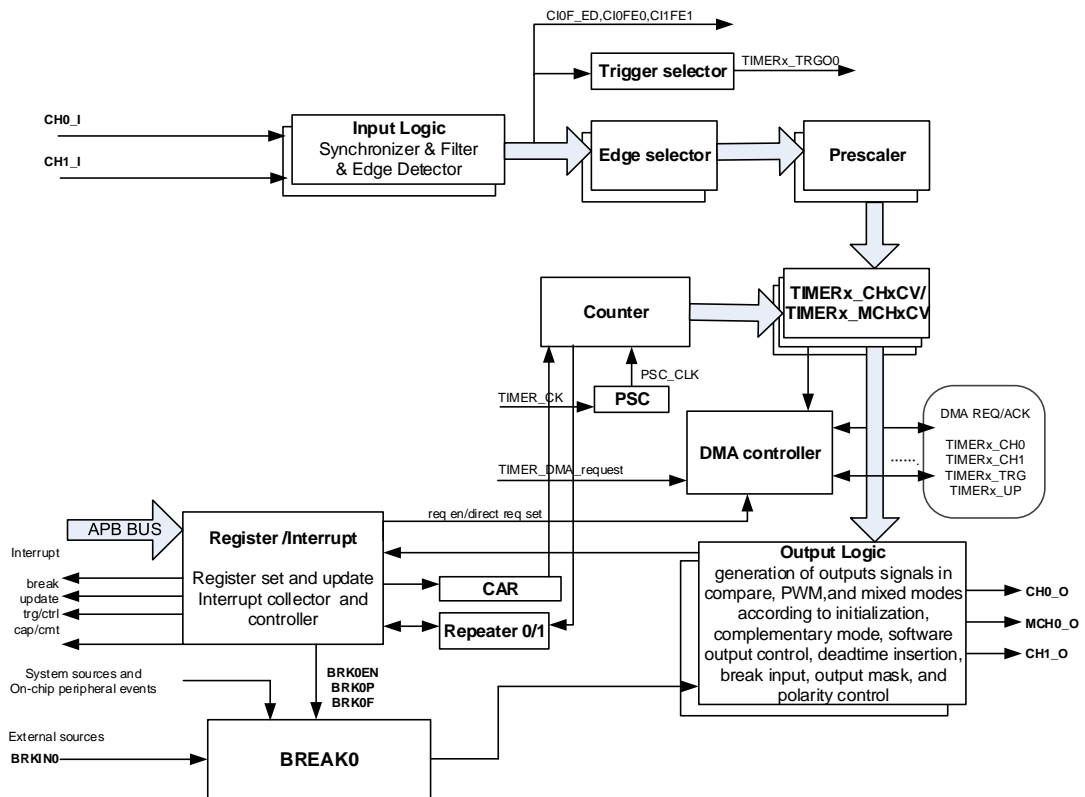 CI0F_ED,CI0FE0,CI1FE1
Trigger selector
TIMERx_TRGO0
CH0_I
CH1_I
Input Logic
Synchronizer & Filter
& Edge Detector
Edge selector
Prescaler
TIMERx_CHxCV/
TIMERx_MCHxCV
Counter
PSC_CLK
TIMER_CK
PSC
DMA controller
DMA REQ/ACK
TIMERx_CH0
TIMERx_CH1
TIMERx_TRG
TIMERx_UP
.......
TIMER_DMA_request
req en/direct req set
APB BUS
Register /Interrupt
Register set and update
Interrupt collector and
controller
Interrupt
break
update
trg/ctrl
cap/cmt
CAR
Repeater 0/1
Output Logic
generation of outputs signals in
compare, PWM,and mixed modes
according to initialization,
complementary mode, software
output control, deadtime insertion,
break input, output mask, and
polarity control
CH0_O
MCH0_O
CH1_O
System sources and
On-chip peripheral events
BRK0EN
BRK0P
BRK0F
External sources
BRKIN0
BREAK0